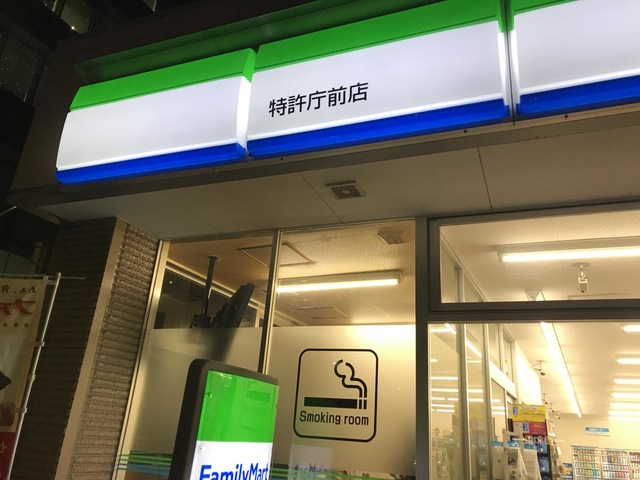 特許庁前店
Smoking room
FamilyMart